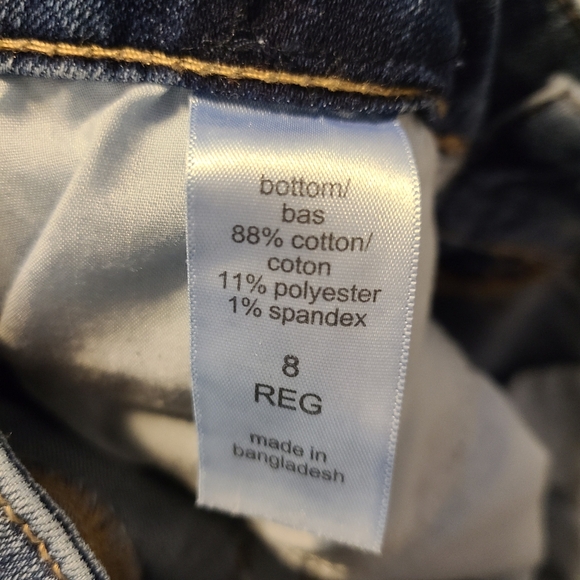 bottom/
bas
88% cotton/
coton
11% polyester
1% spandex
8
REG
made in
bangladesh